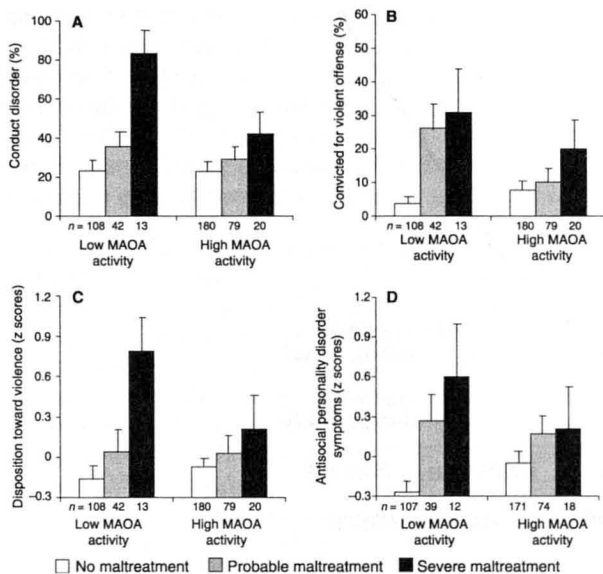 A
Conduct disorder (%)
100
80
60
40
20
0
n = 108 42 13
180 79 20
Low MAOA
activity
High MAOA
activity
B
Convicted for violent offense (%)
60
50
40
30
20
10
0
n = 108 42 13
180 79 20
Low MAOA
activity
High MAOA
activity
C
Disposition toward violence (z scores)
1.2
0.9
0.6
0.3
0
–0.3
n = 108 42 13
180 79 20
Low MAOA
activity
High MAOA
activity
D
Antisocial personality disorder
symptoms (z scores)
1.2
0.9
0.6
0.3
0
–0.3
n = 107 39 12
171 74 18
Low MAOA
activity
High MAOA
activity
No maltreatment Probable maltreatment Severe maltreatment